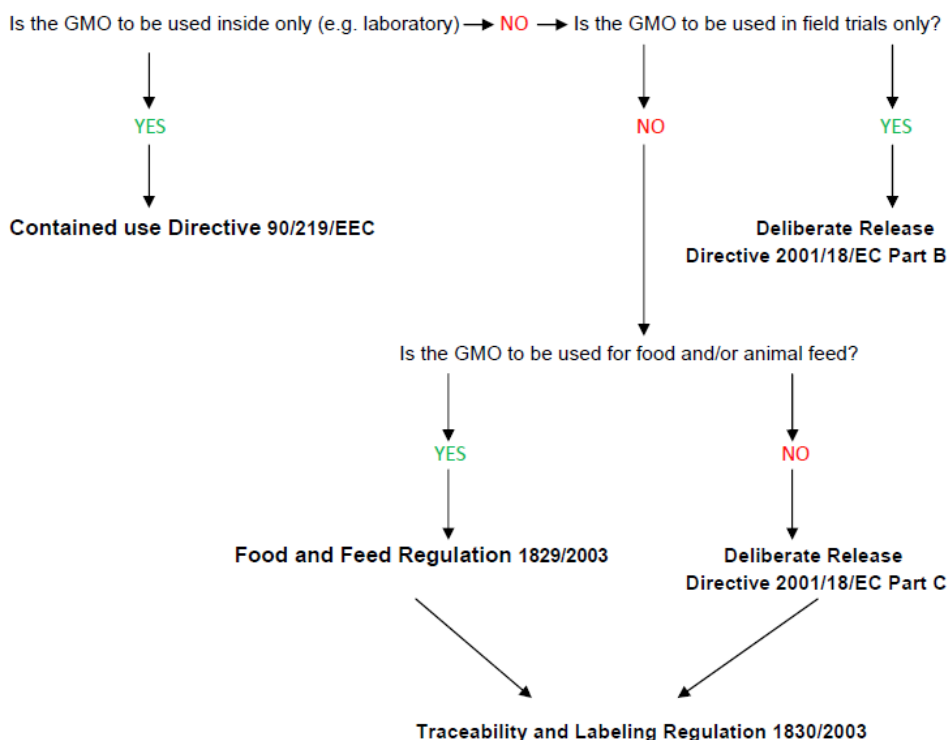 Is the GMO to be used inside only (e.g. laboratory) NO Is the GMO to be used in field trials only?
YES NO YES
Contained use Directive 90/219/EEC
Deliberate Release
Directive 2001/18/EC Part B
Is the GMO to be used for food and/or animal feed?
YES NO
Food and Feed Regulation 1829/2003
Deliberate Release
Directive 2001/18/EC Part C
Traceability and Labeling Regulation 1830/2003